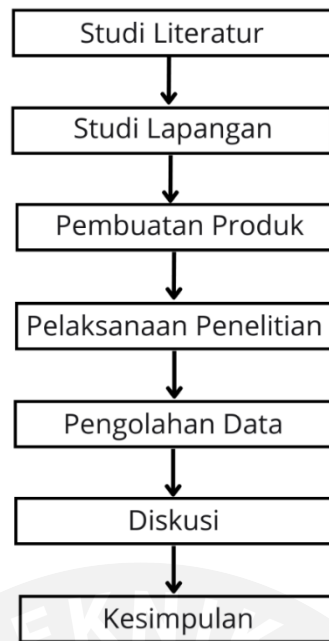 Studi Literatur
Studi Lapangan
Pembuatan Produk
Pelaksanaan Penelitian
Pengolahan Data
Diskusi
Kesimpulan